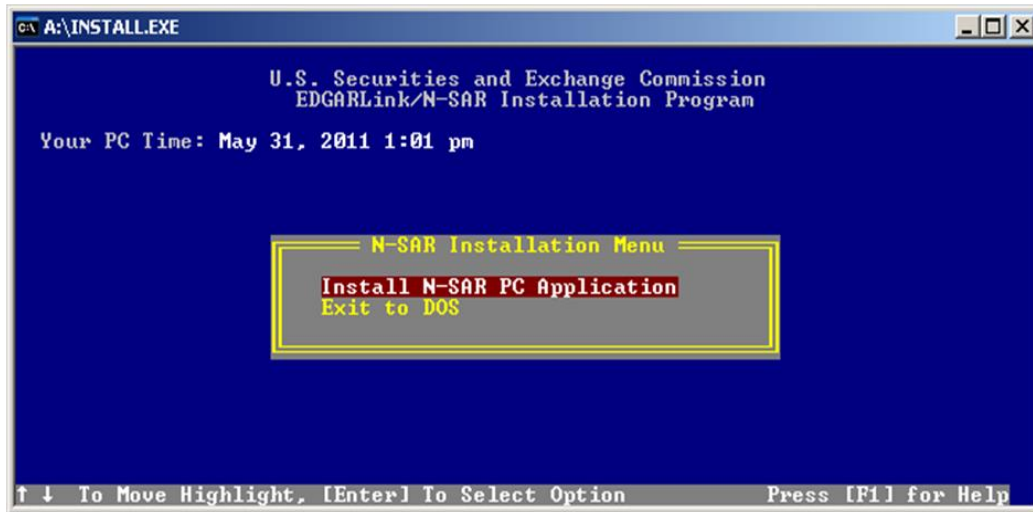 A:\INSTALL.EXE
U.S. Securities and Exchange Commission
EDGARLink/N-SAR Installation Program
Your PC Time: May 31, 2011 1:01 pm
N-SAR Installation Menu
Install N-SAR PC Application
Exit to DOS
↑ ↓ To Move Highlight, [Enter] To Select Option Press [F1] for Help